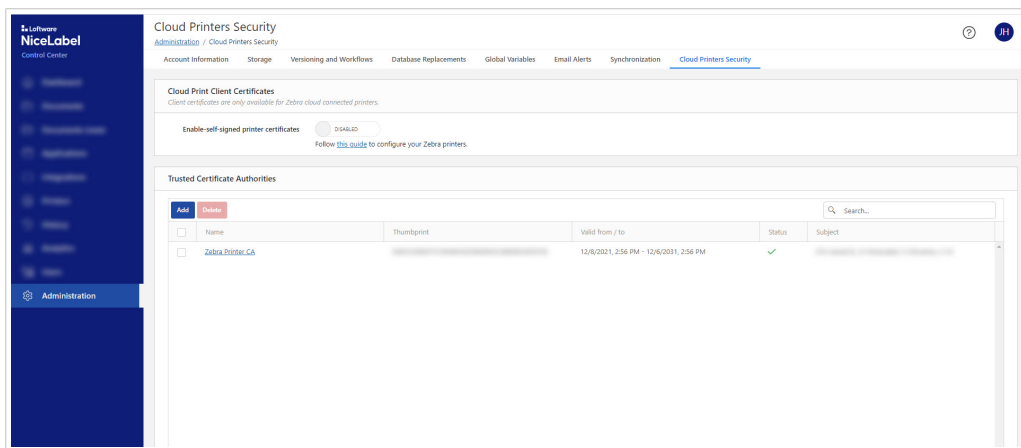 Loftware
NiceLabel
Control Center
Administration
Cloud Printers Security
Administration / Cloud Printers Security
JH
Account Information Storage Versioning and Workflows Database Replacements Global Variables Email Alerts Synchronization Cloud Printers Security
Cloud Print Client Certificates
Client certificates are only available for Zebra cloud connected printers.
Enable-self-signed printer certificates DISABLED
Follow this guide to configure your Zebra printers.
Trusted Certificate Authorities
Add Delete Search...
Name Thumbprint Valid from / to Status Subject
Zebra Printer CA 12/8/2021, 2:56 PM - 12/6/2031, 2:56 PM